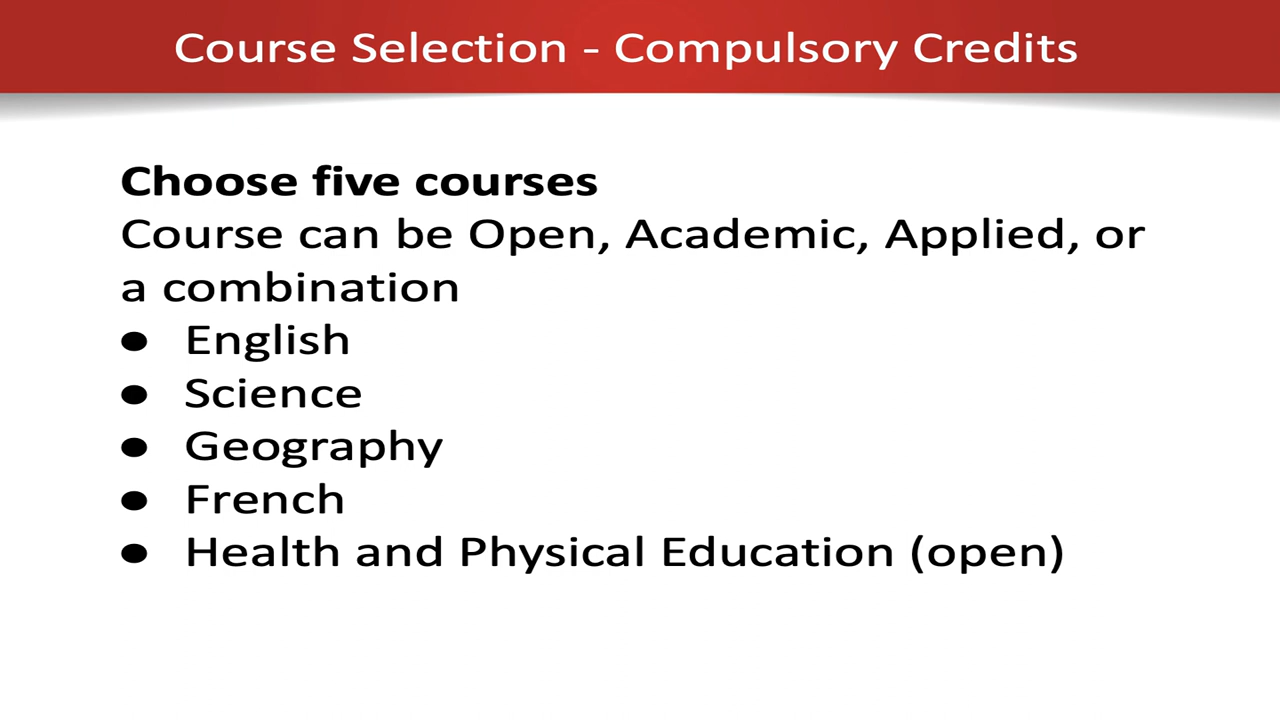 Course Selection - Compulsory Credits
Choose five courses
Course can be Open, Academic, Applied, or
a combination
● English
● Science
● Geography
● French
● Health and Physical Education (open)